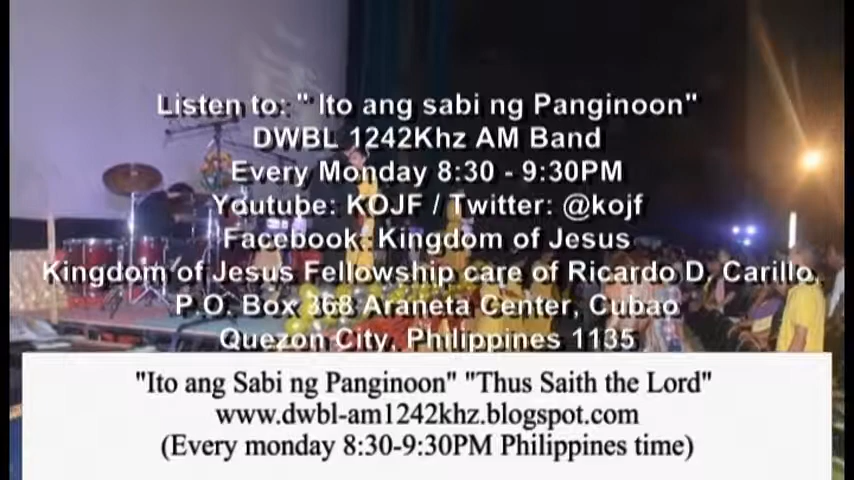 Listen to: " Ito ang sabi ng Panginoon"
DWBL 1242Khz AM Band
Every Monday 8:30 - 9:30PM
Youtube: KOJF / Twitter: @kojf
Facebook: Kingdom of Jesus
Kingdom of Jesus Fellowship care of Ricardo D. Carillo,
P.O. Box 368 Araneta Center, Cubao
Quezon City, Philippines 1135
"Ito ang Sabi ng Panginoon" "Thus Saith the Lord"
www.dwbl-am1242khz.blogspot.com
(Every monday 8:30-9:30PM Philippines time)